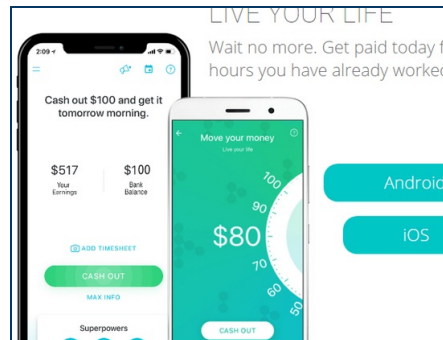 LIVE YOUR LIFE
Wait no more. Get paid today
hours you have already worked
2:09
Cash out $100 and get it
tomorrow morning.
$517
Your
Earnings
$100
Bank
Balance
ADD TIMESHEET
CASH OUT
MAX INFO
Superpowers
Move your money
Live your life
100
90
$80
70
60
50
CASH OUT
Android
iOS